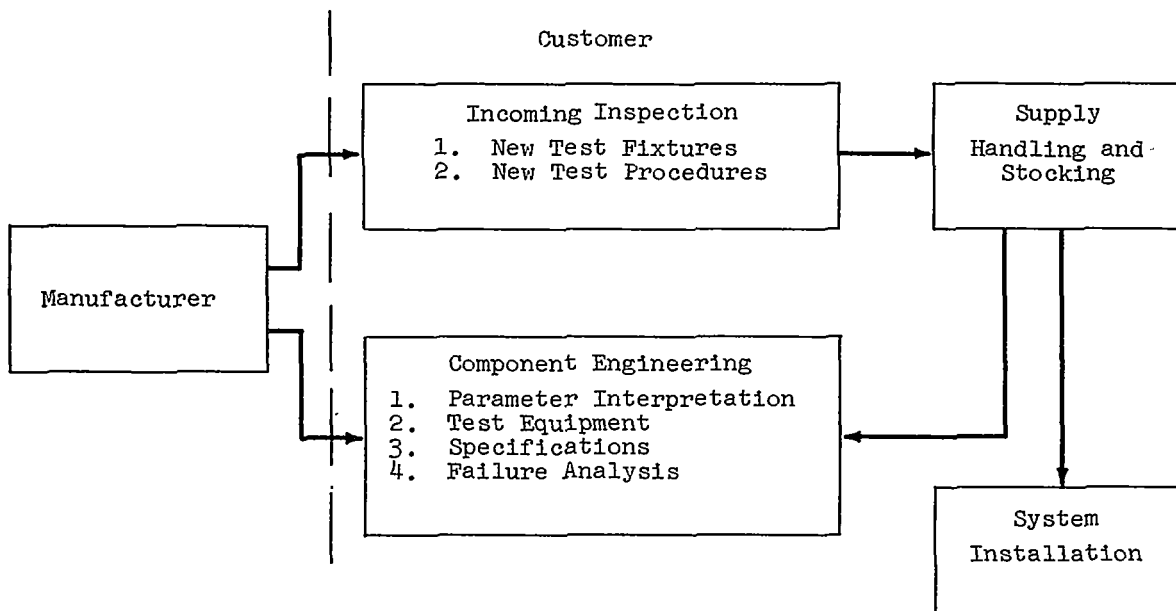 Customer
Incoming Inspection
1. New Test Fixtures
2. New Test Procedures
Supply
Handling and
Stocking
Manufacturer
Component Engineering
1. Parameter Interpretation
2. Test Equipment
3. Specifications
4. Failure Analysis
System
Installation